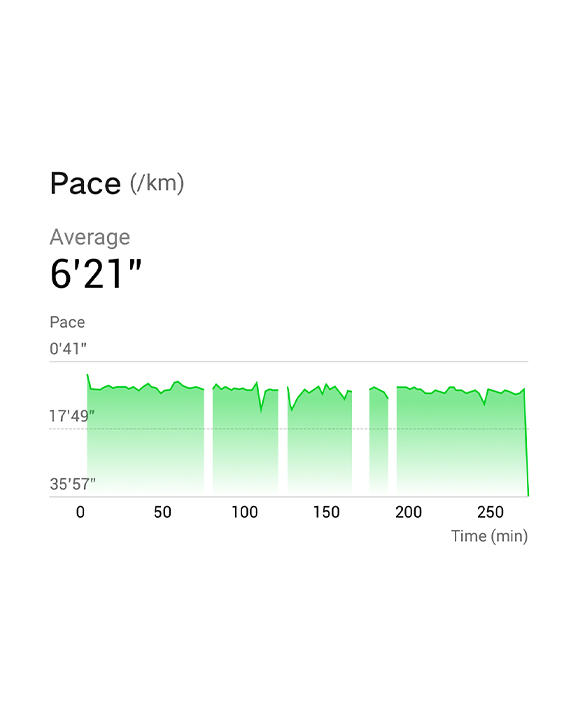 Pace (/km)
Average
6'21"
Pace
0'41"
17'49"
35'57"
0 50 100 150 200 250
Time (min)